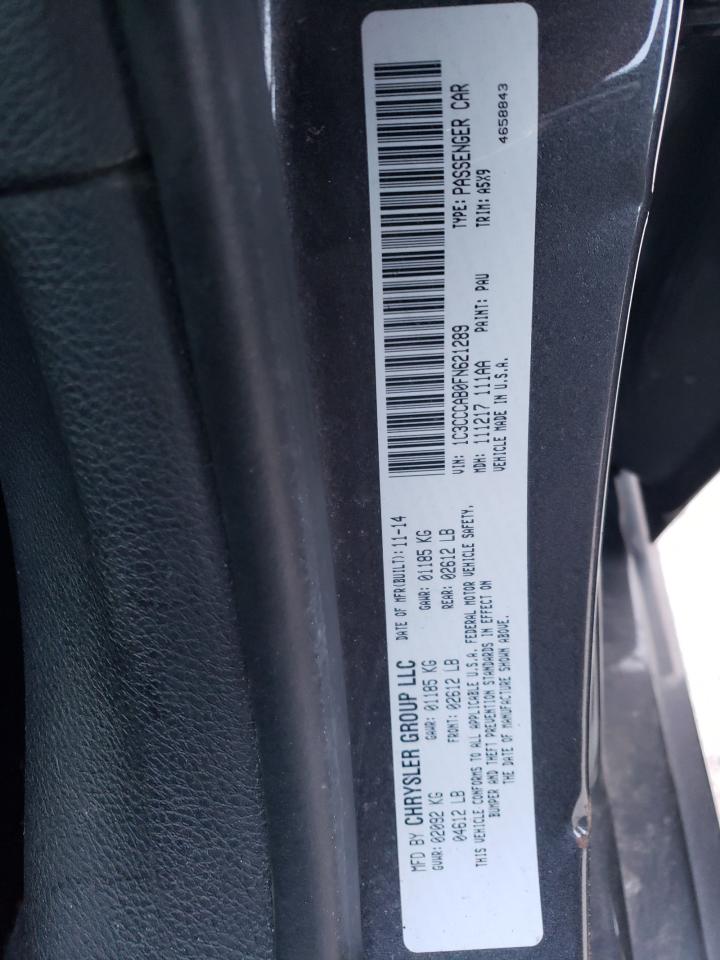 MFD BY CHRYSLER GROUP LLC DATE OF MFR(BUILT): 11-14
GVWR: 02092 KG GAWR: 01185 KG GAWR: 01185 KG
04612 LB FRONT: 02612 LB REAR: 02612 LB
THIS VEHICLE CONFORMS TO ALL APPLICABLE U.S.A. FEDERAL MOTOR VEHICLE SAFETY,
BUMPER AND THEFT PREVENTION STANDARDS IN EFFECT ON
THE DATE OF MANUFACTURE SHOWN ABOVE.
VIN: 1C3CCCAB0FN621289 TYPE: PASSENGER CAR
MDH: 111217 111AA PAINT: PAU TRIM: A5X9
VEHICLE MADE IN U.S.A. 4658843